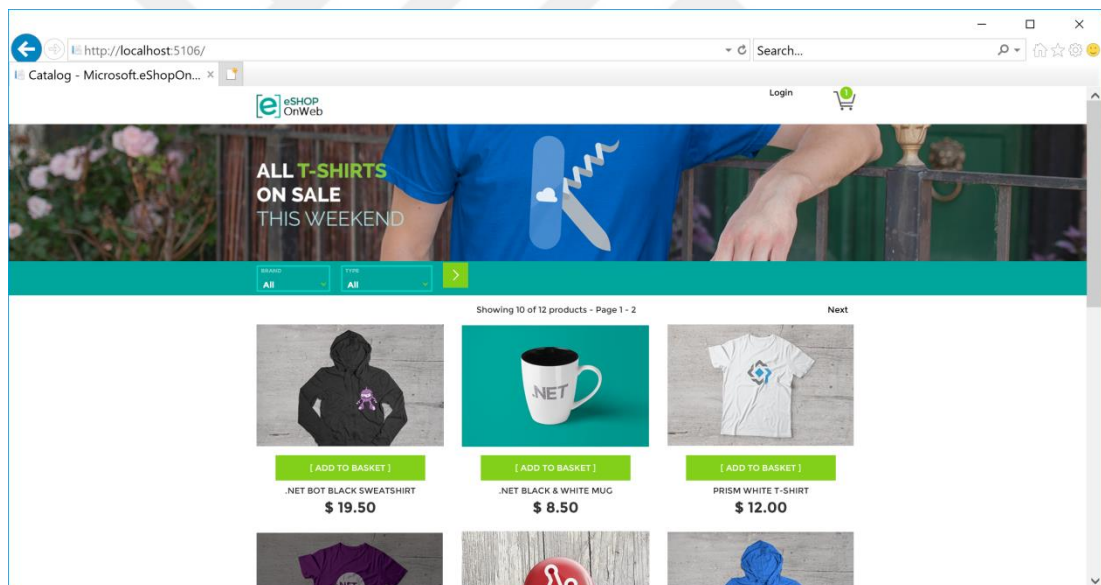 http://localhost:5106/
Search...
Catalog - Microsoft.eShopOn...
eSHOP
OnWeb
Login
1
ALL T-SHIRTS
ON SALE
THIS WEEKEND
BRAND
All
TYPE
All
Showing 10 of 12 products - Page 1 - 2
Next
.NET
[ ADD TO BASKET ]
[ ADD TO BASKET ]
[ ADD TO BASKET ]
.NET BOT BLACK SWEATSHIRT
.NET BLACK & WHITE MUG
PRISM WHITE T-SHIRT
$ 19.50
$ 8.50
$ 12.00
.NET